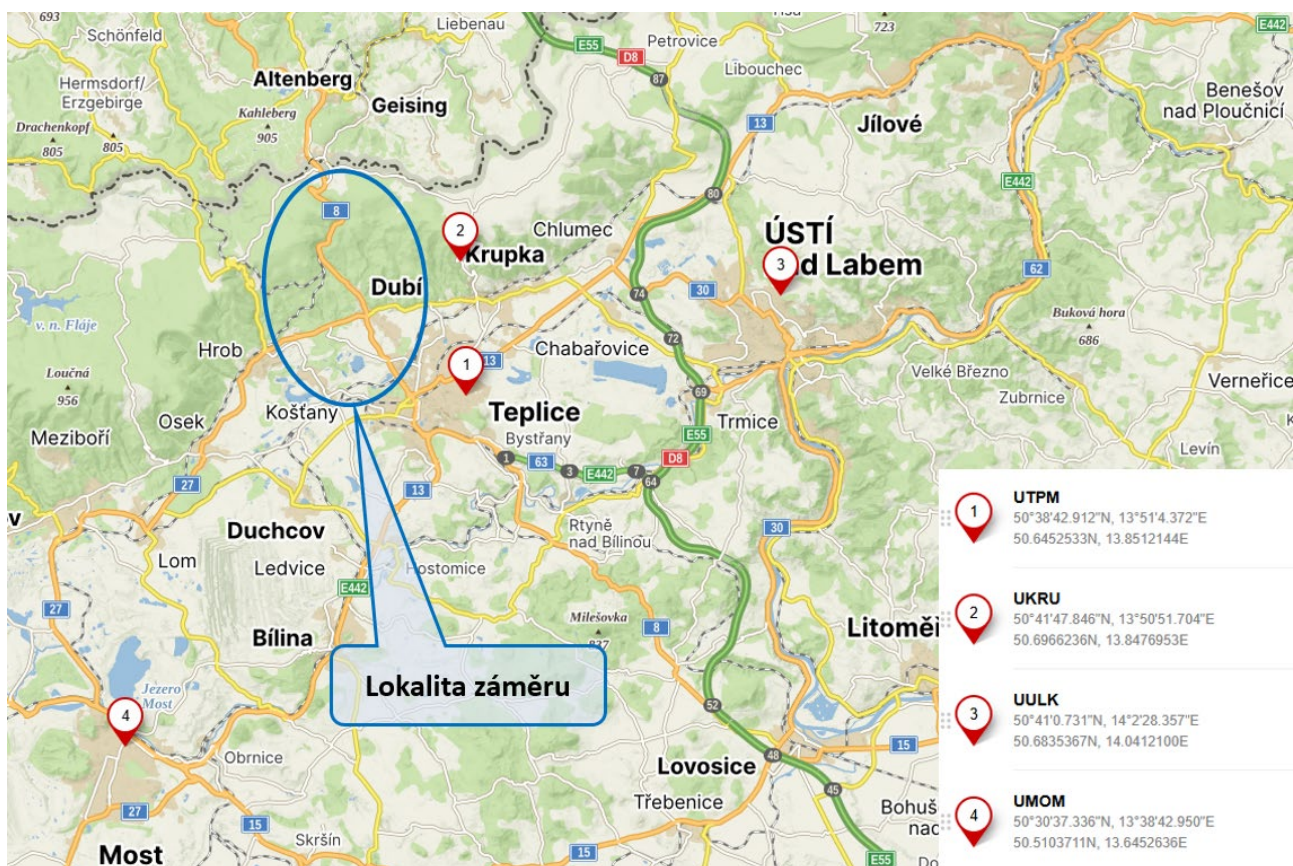 693
Schönfeld
Liebenau
E55
D8
Petrovice
723
E442
Hermsdorf/
Erzgebirge
Altenberg
Geising
87
Libouchec
13
Jílové
Benešov
nad Ploučnicí
Drachenkopf
805
805
Kahleberg
905
8
2
Krupka
Chlumec
80
ÚSTÍ
3
d Labem
E442
62
Dubí
74
30
v. n. Fláje
Hrob
72
Buková hora
686
Loučná
956
1
13
Chabařovice
Velké Březno
Verneřice
Osek
Košťany
Teplice
69
Trmice
Zubrnice
Meziboří
Bystřany
E55
Levín
1
63
3
E442
7
D8
64
27
13
30
Duchcov
Rtyně
nad Bílinou
Lom
Ledvice
Hostomice
E442
27
Milešovka
837
8
Bílina
Litoměř
Lokalita záměru
Jezero
Most
4
52
Obrnice
Lovosice
48
15
27
15
Třebenice
45
Bohuš
nad
Skršín
Most
E55
1
UTPM
50°38'42.912"N, 13°51'4.372"E
50.6452533N, 13.8512144E
2
UKRU
50°41'47.846"N, 13°50'51.704"E
50.6966236N, 13.8476953E
3
UULK
50°41'0.731"N, 14°2'28.357"E
50.6835367N, 14.0412100E
4
UMOM
50°30'37.336"N, 13°38'42.950"E
50.5103711N, 13.6452636E